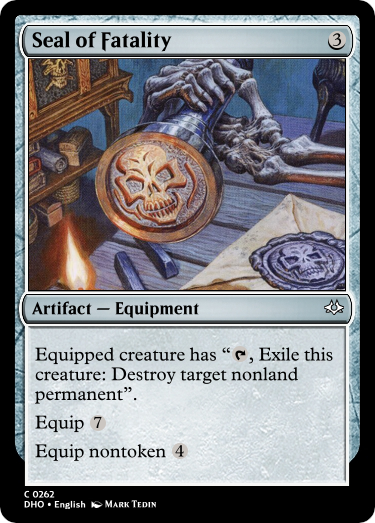 Seal of Fatality 3
Artifact — Equipment
Equipped creature has “, Exile this
creature: Destroy target nonland
permanent”.
Equip 7
Equip nontoken 4
C 0262
DHO • English Mark Tedin